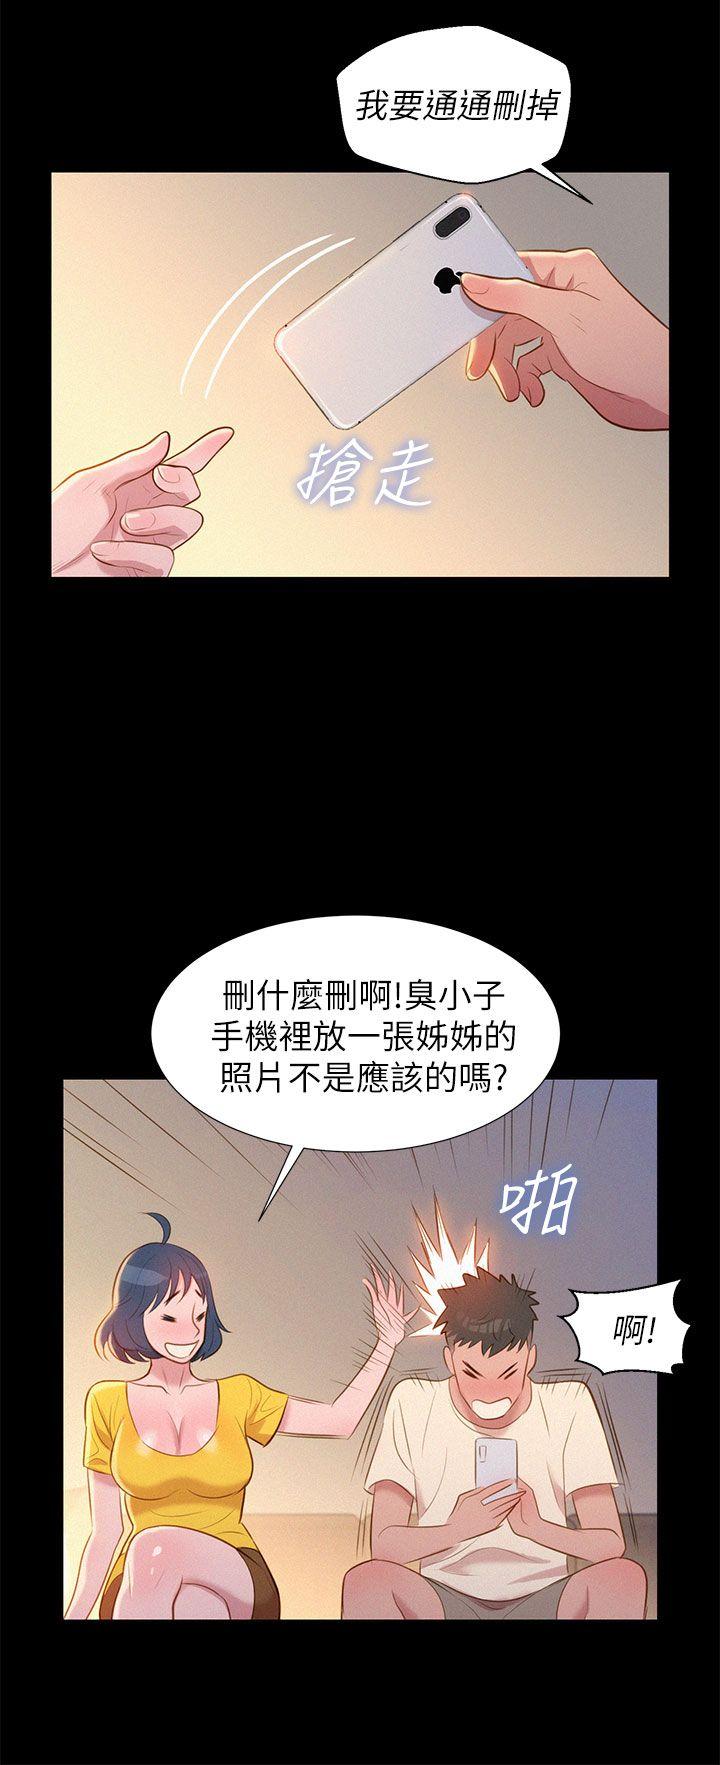 我要通通刪掉
搶走
刪什麼刪啊!臭小子
手機裡放一張姊姊的
照片不是應該的嗎?
啪
啊!